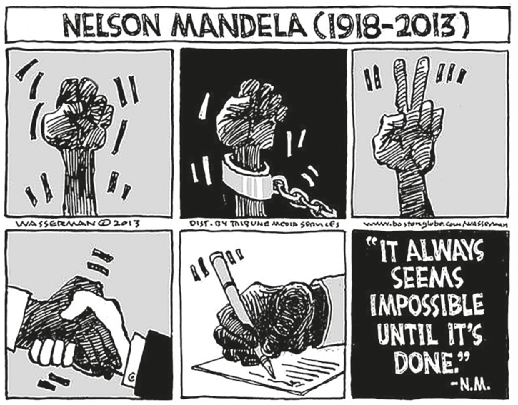 NELSON MANDELA (1918-2013)
WASSERMAN © 2013
DIST. BY TRIBUNE MEDIA SERVICES
www.bostonglobe.com/wasserman
"IT ALWAYS
SEEMS
IMPOSSIBLE
UNTIL IT'S
DONE."
-N.M.